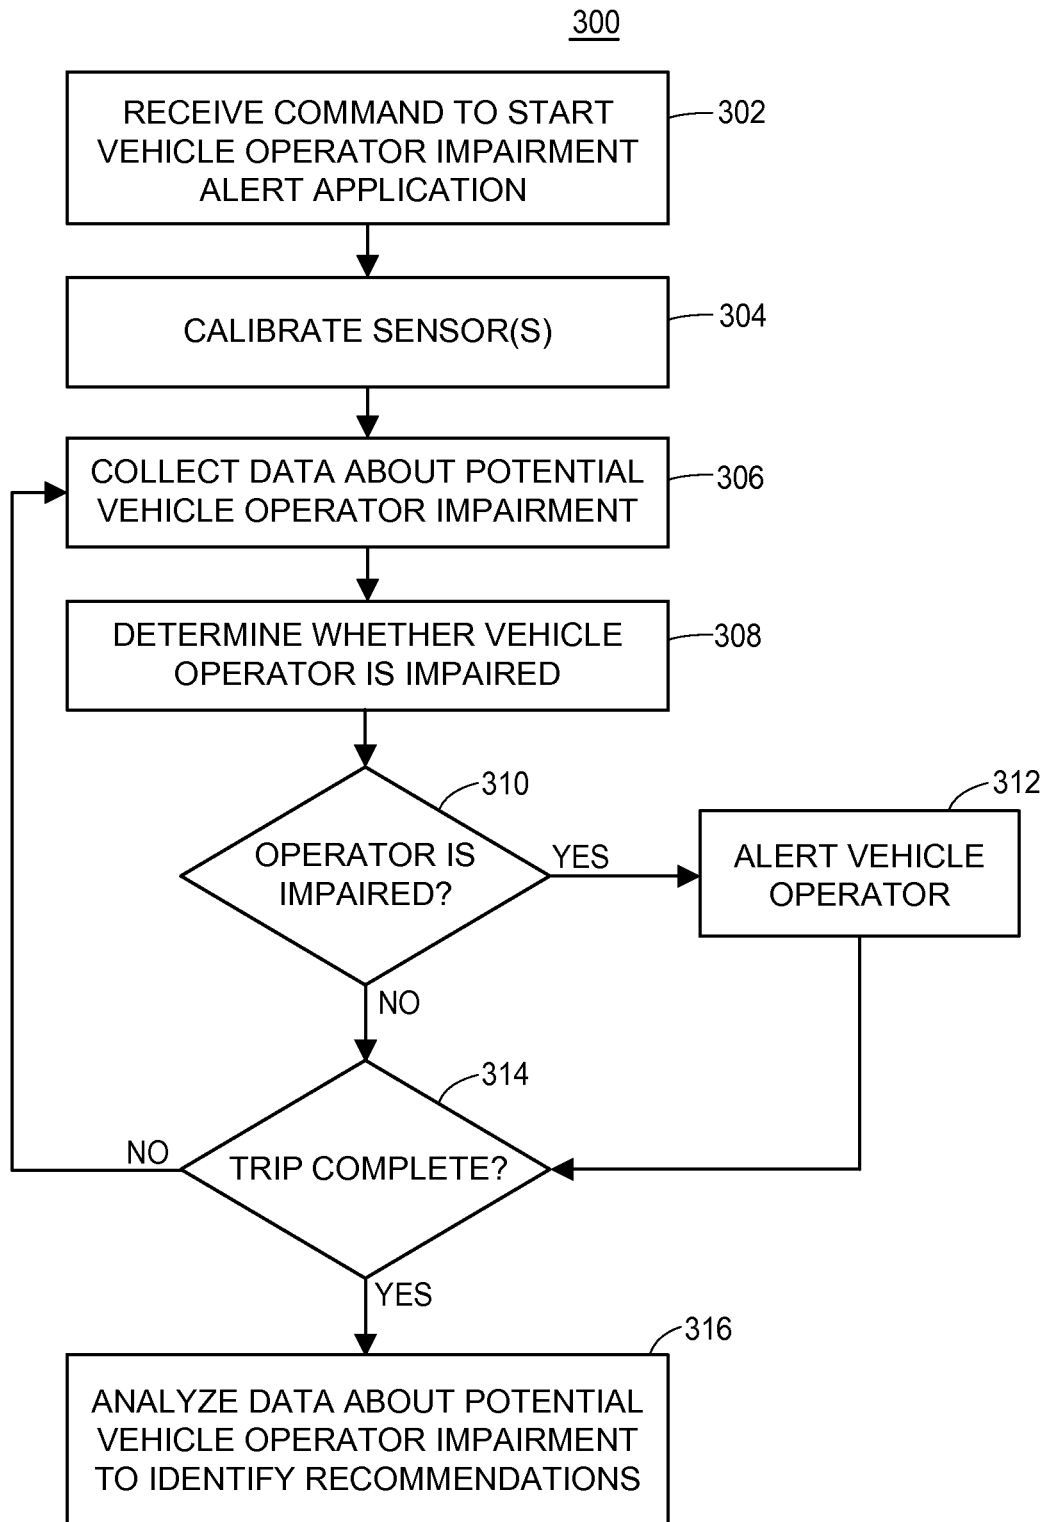 300
RECEIVE COMMAND TO START
VEHICLE OPERATOR IMPAIRMENT
ALERT APPLICATION
302
CALIBRATE SENSOR(S)
304
COLLECT DATA ABOUT POTENTIAL
VEHICLE OPERATOR IMPAIRMENT
306
DETERMINE WHETHER VEHICLE
OPERATOR IS IMPAIRED
308
310
OPERATOR IS
IMPAIRED?
YES
312
ALERT VEHICLE
OPERATOR
NO
314
TRIP COMPLETE?
NO
YES
316
ANALYZE DATA ABOUT POTENTIAL
VEHICLE OPERATOR IMPAIRMENT
TO IDENTIFY RECOMMENDATIONS